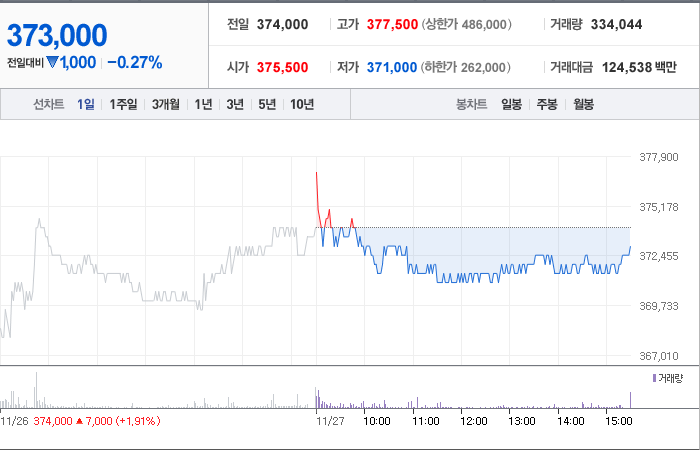 373,000
전일대비 ▼1,000 -0.27%
전일 374,000 고가 377,500 (상한가 486,000) 거래량 334,044
시가 375,500 저가 371,000 (하한가 262,000) 거래대금 124,538 백만
선차트 1일 1주일 3개월 1년 3년 5년 10년 봉차트 일봉 주봉 월봉
377,900
375,178
372,455
369,733
367,010
거래량
11/26 374,000 ▲ 7,000 (+1,91%) 11/27 10:00 11:00 12:00 13:00 14:00 15:00